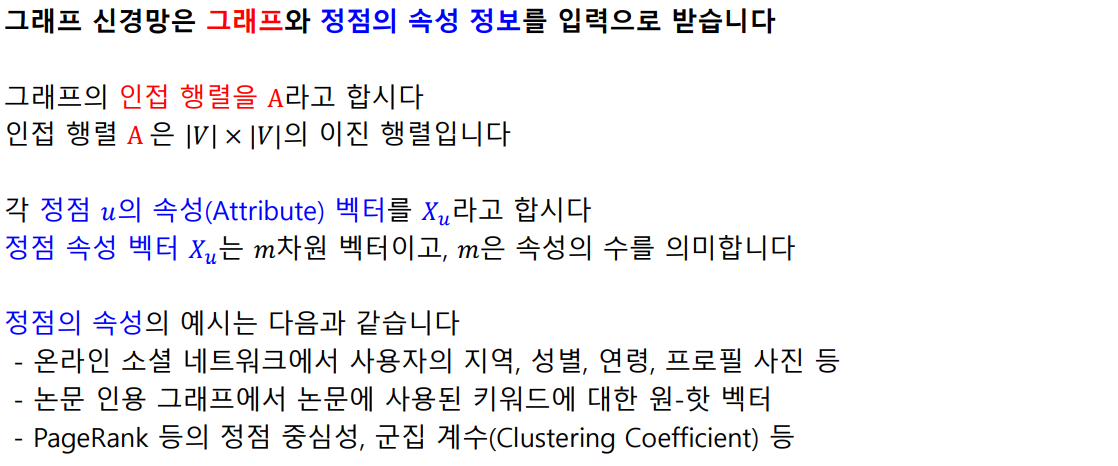 그래프 신경망은 그래프와 정점의 속성 정보를 입력으로 받습니다
그래프의 인접 행렬을 A라고 합시다
인접 행렬 A 은 |V| × |V|의 이진 행렬입니다
각 정점 u의 속성(Attribute) 벡터를 X_u라고 합시다
정점 속성 벡터 X_u는 m차원 벡터이고, m은 속성의 수를 의미합니다
정점의 속성의 예시는 다음과 같습니다
- 온라인 소셜 네트워크에서 사용자의 지역, 성별, 연령, 프로필 사진 등
- 논문 인용 그래프에서 논문에 사용된 키워드에 대한 원-핫 벡터
- PageRank 등의 정점 중심성, 군집 계수(Clustering Coefficient) 등